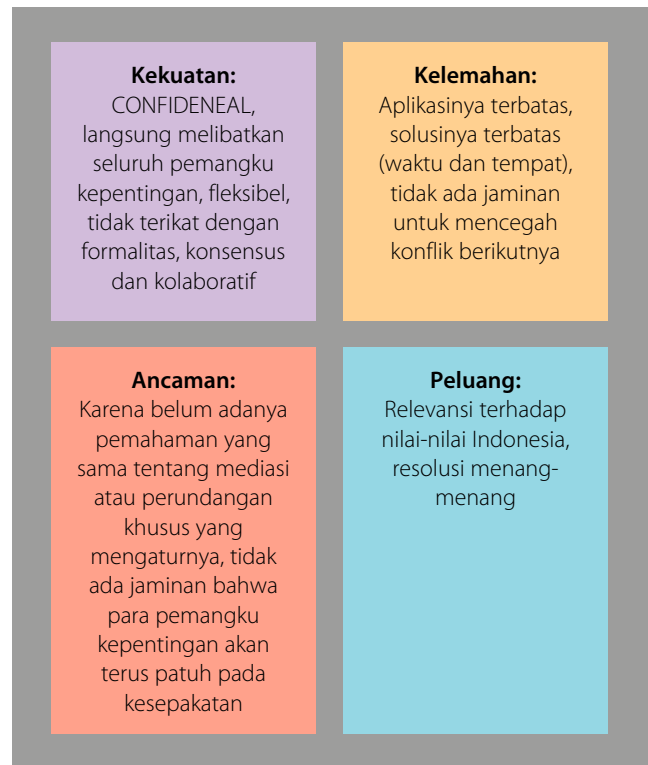 Kekuatan:
CONFIDENEAL,
langsung melibatkan
seluruh pemangku
kepentingan, fleksibel,
tidak terikat dengan
formalitas, konsensus
dan kolaboratif
Kelemahan:
Aplikasinya terbatas,
solusinya terbatas
(waktu dan tempat),
tidak ada jaminan
untuk mencegah
konflik berikutnya
Ancaman:
Karena belum adanya
pemahaman yang
sama tentang mediasi
atau perundangan
khusus yang
mengaturnya, tidak
ada jaminan bahwa
para pemangku
kepentingan akan
terus patuh pada
kesepakatan
Peluang:
Relevansi terhadap
nilai-nilai Indonesia,
resolusi menang-
menang